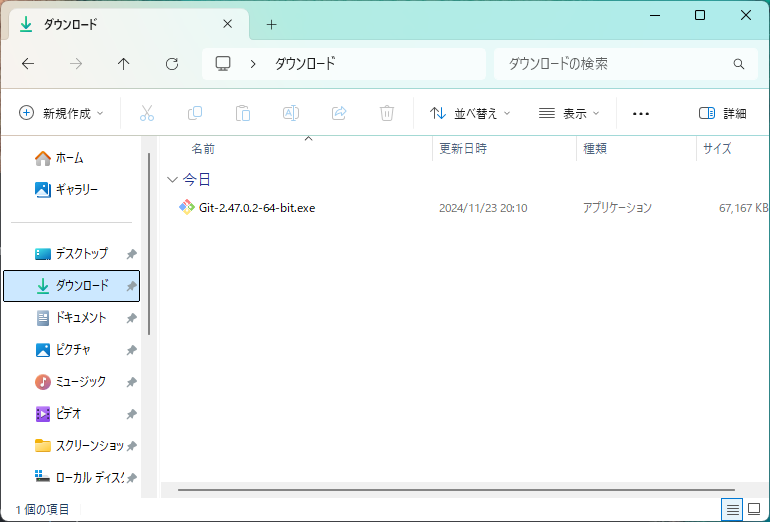 ダウンロード
ダウンロード ダウンロードの検索
新規作成 並べ替え 表示 詳細
ホーム
ギャラリー
デスクトップ
ダウンロード
ドキュメント
ピクチャ
ミュージック
ビデオ
スクリーンショッ
ローカル ディスク
名前 更新日時 種類 サイズ
今日
Git-2.47.0.2-64-bit.exe 2024/11/23 20:10 アプリケーション 67,167 KB
1 個の項目